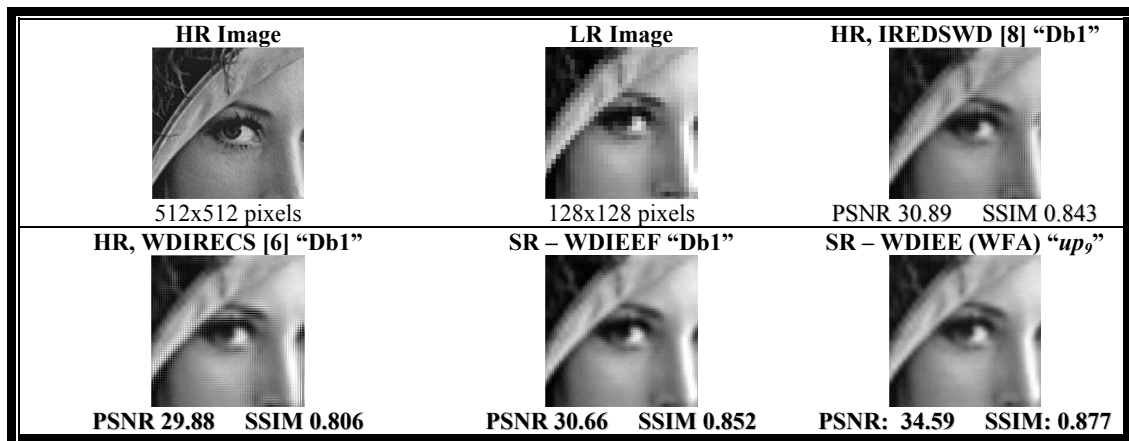 HR Image
LR Image
HR, IREDSWD [8] “Db1”
512x512 pixels
128x128 pixels
PSNR 30.89 SSIM 0.843
HR, WDIRECS [6] “Db1”
SR – WDIEEF “Db1”
SR – WDIEE (WFA) “up9”
PSNR 29.88 SSIM 0.806
PSNR 30.66 SSIM 0.852
PSNR: 34.59 SSIM: 0.877